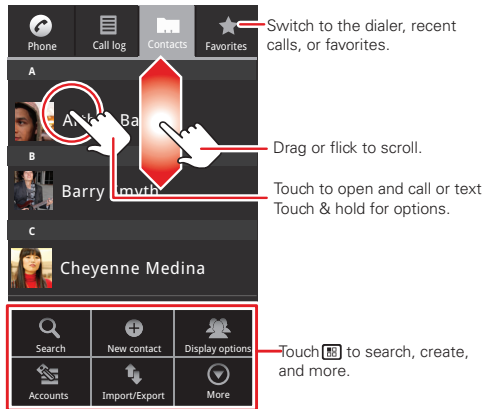 Phone Call log Contacts Favorites
Switch to the dialer, recent
calls, or favorites.
A
Ba
Drag or flick to scroll.
B
Barry Smyth
Touch to open and call or text
Touch & hold for options.
C
Cheyenne Medina
Search New contact Display options
Accounts Import/Export More
Touch to search, create,
and more.